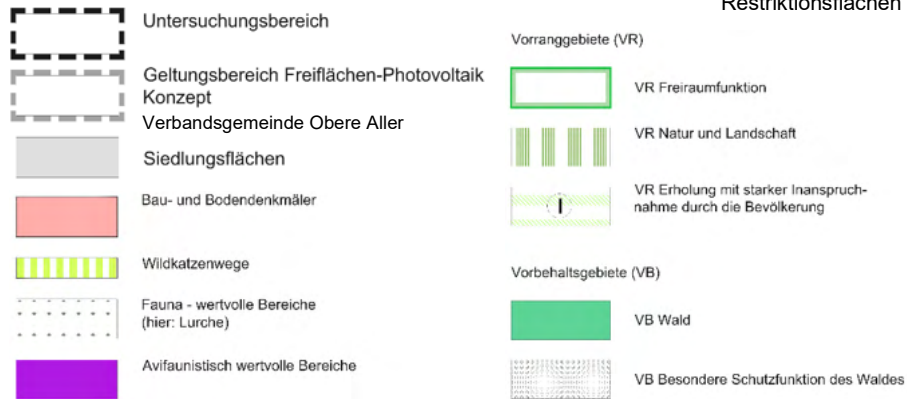 Restriktionsflächen
Untersuchungsbereich
Geltungsbereich Freiflächen-Photovoltaik
Konzept
Verbandsgemeinde Obere Aller
Siedlungsflächen
Bau- und Bodendenkmäler
Wildkatzenwege
Fauna - wertvolle Bereiche
(hier: Lurche)
Avifaunistisch wertvolle Bereiche
Vorranggebiete (VR)
VR Freiraumfunktion
VR Natur und Landschaft
VR Erholung mit starker Inanspruch-
nahme durch die Bevölkerung
Vorbehaltsgebiete (VB)
VB Wald
VB Besondere Schutzfunktion des Waldes